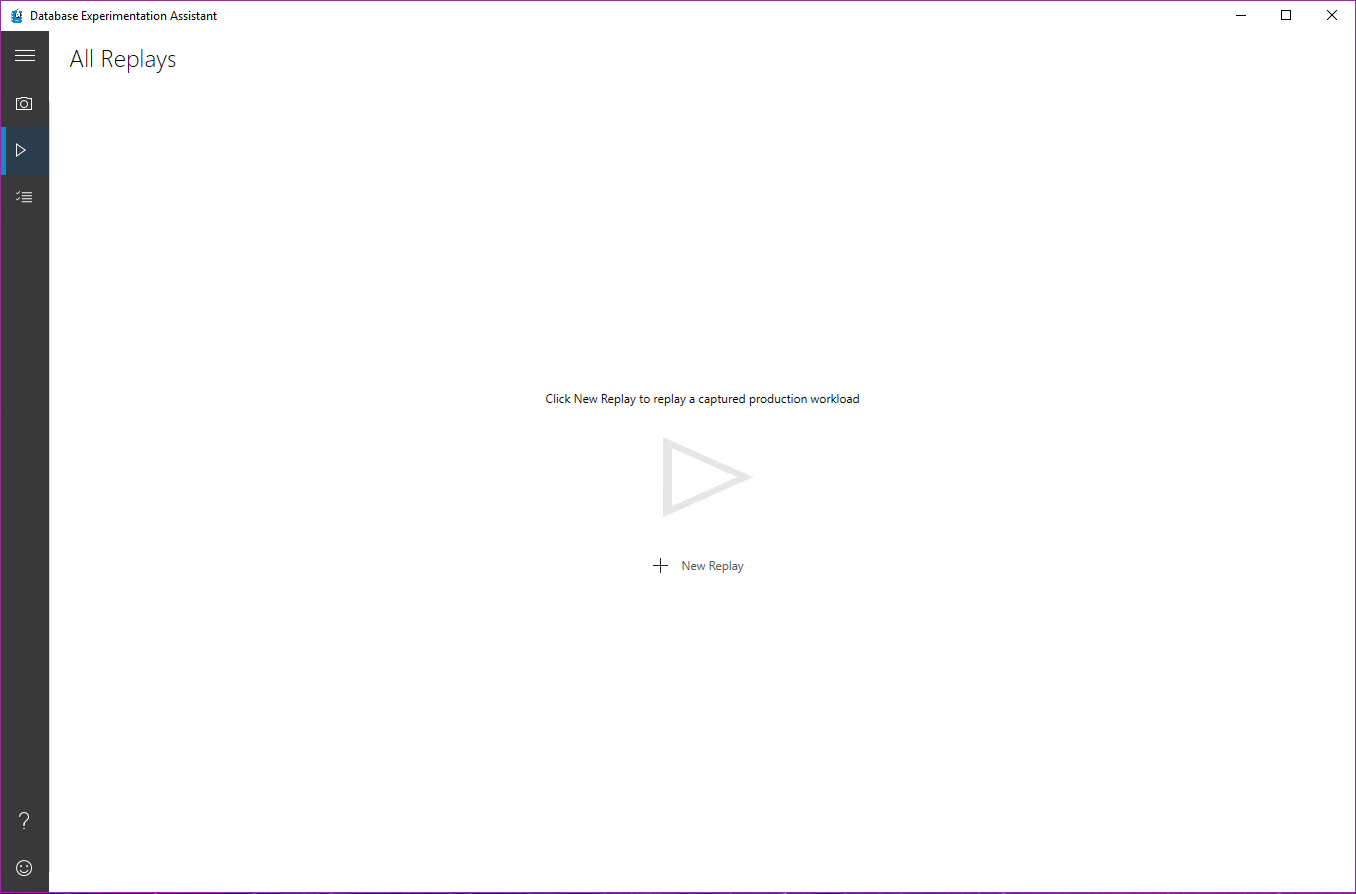 Database Experimentation Assistant
All Replays
Click New Replay to replay a captured production workload
New Replay